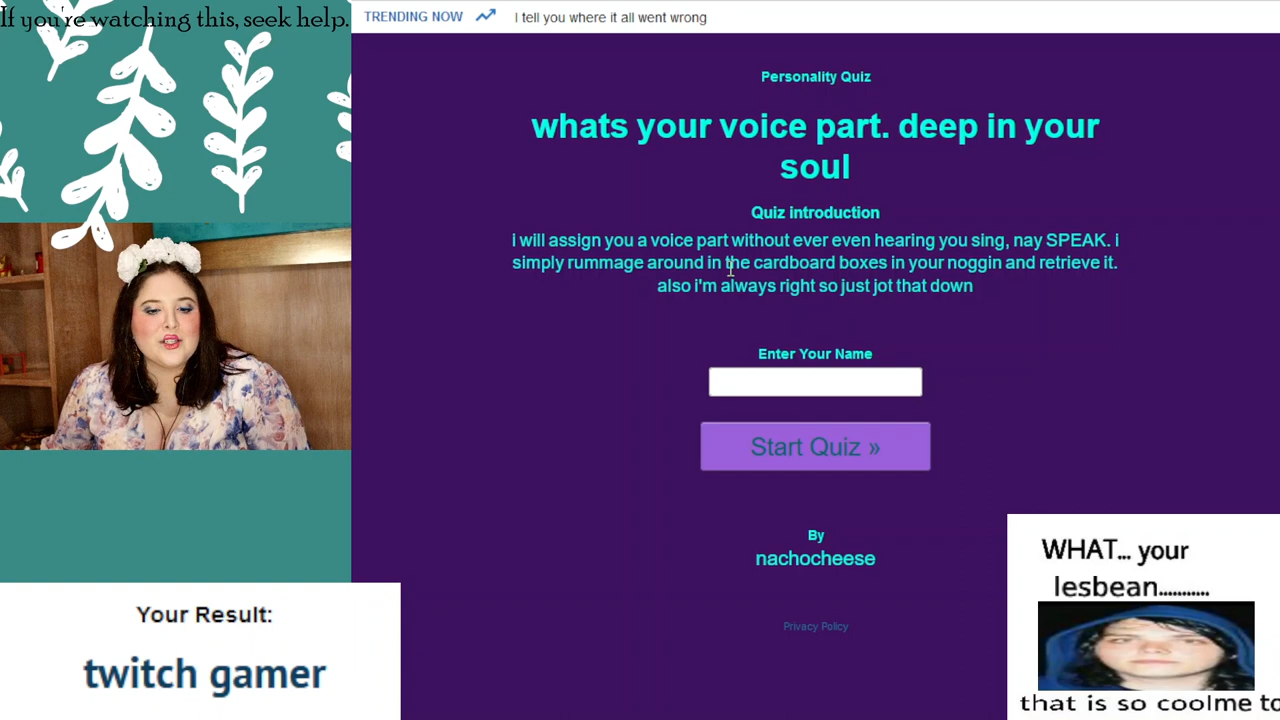 If you're watching this, seek help.
TRENDING NOW
I tell you where it all went wrong
Personality Quiz
whats your voice part. deep in your
soul
Quiz introduction
i will assign you a voice part without ever even hearing you sing, nay SPEAK. i
simply rummage around in the cardboard boxes in your noggin and retrieve it.
also i'm always right so just jot that down
Enter Your Name
Start Quiz »
By
nachocheese
Privacy Policy
Your Result:
twitch gamer
WHAT... your
lesbean..........
that is so coolme to